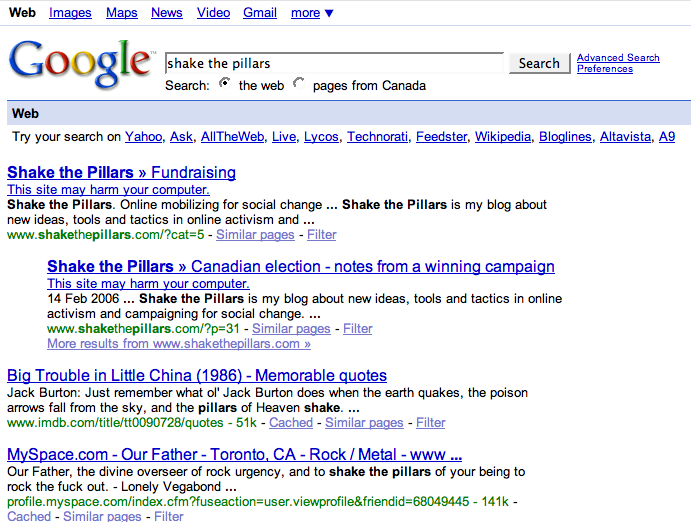 Web Images Maps News Video Gmail more ▼
Google™ shake the pillars Search Advanced Search
Preferences
Search: the web pages from Canada
Web
Try your search on Yahoo, Ask, AllTheWeb, Live, Lycos, Technorati, Feedster, Wikipedia, Bloglines, Altavista, A9
Shake the Pillars » Fundraising
This site may harm your computer.
Shake the Pillars. Online mobilizing for social change ... Shake the Pillars is my blog about
new ideas, tools and tactics in online activism and ...
www.shakethepillars.com/?cat=5 - Similar pages - Filter
Shake the Pillars » Canadian election - notes from a winning campaign
This site may harm your computer.
14 Feb 2006 ... Shake the Pillars is my blog about new ideas, tools and tactics in online
activism and campaigning for social change. ...
www.shakethepillars.com/?p=31 - Similar pages - Filter
More results from www.shakethepillars.com »
Big Trouble in Little China (1986) - Memorable quotes
Jack Burton: Just remember what ol' Jack Burton does when the earth quakes, the poison
arrows fall from the sky, and the pillars of Heaven shake. ...
www.imdb.com/title/tt0090728/quotes - 51k - Cached - Similar pages - Filter
MySpace.com - Our Father - Toronto, CA - Rock / Metal - www ...
Our Father, the divine overseer of rock urgency, and to shake the pillars of your being to
rock the fuck out. - Lonely Vegabond ...
profile.myspace.com/index.cfm?fuseaction=user.viewprofile&friendid=68049445 - 141k -
Cached - Similar pages - Filter